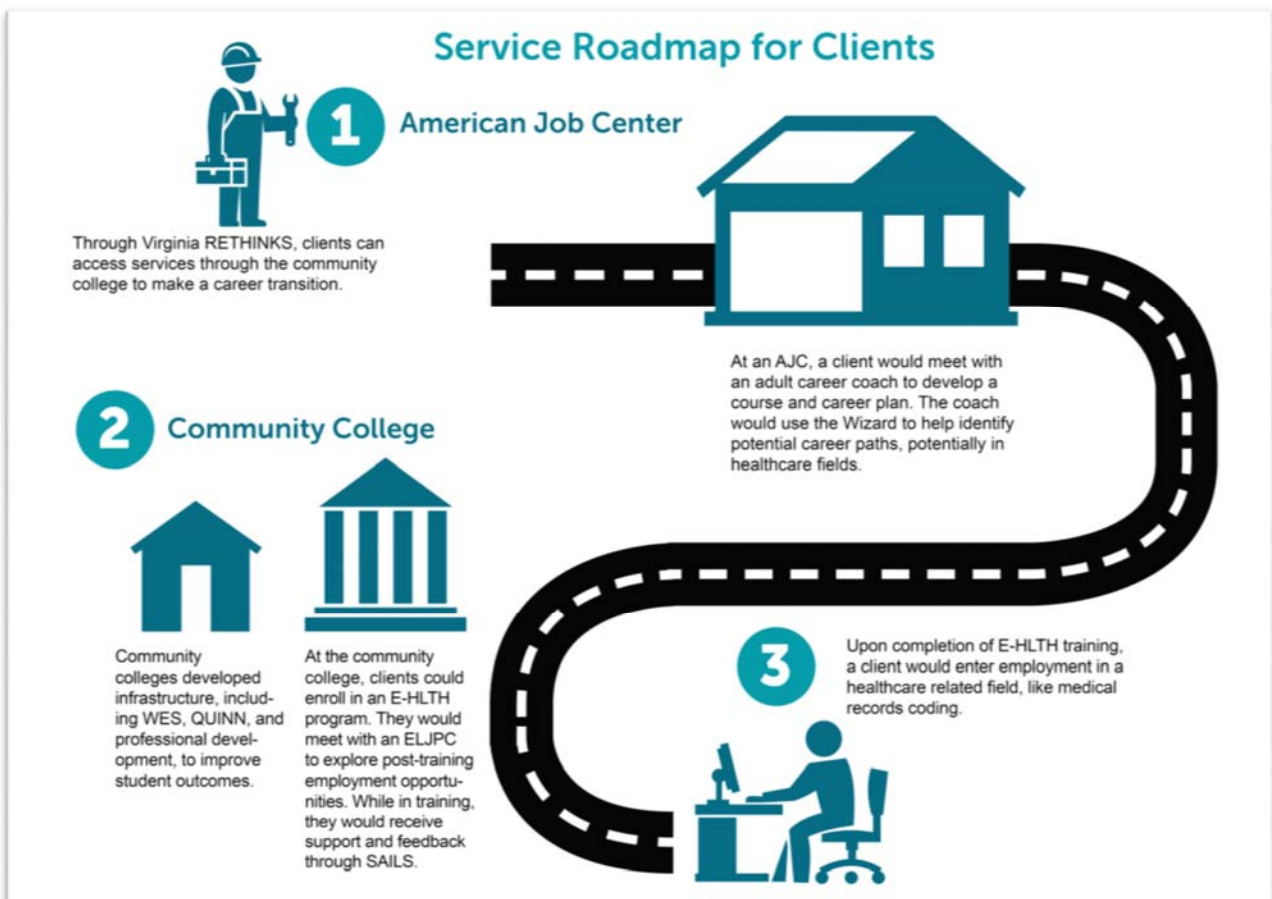 Service Roadmap for Clients
1
American Job Center
Through Virginia RETHINKS, clients can
access services through the community
college to make a career transition.
At an AJC, a client would meet with
an adult career coach to develop a
course and career plan. The coach
would use the Wizard to help identify
potential career paths, potentially in
healthcare fields.
2
Community College
Community
colleges developed
infrastructure, includ-
ing WES, QUINN, and
professional devel-
opment, to improve
student outcomes.
At the community
college, clients could
enroll in an E-HLTH
program. They would
meet with an ELJPC
to explore post-training
employment opportu-
nities. While in training,
they would receive
support and feedback
through SAILS.
3
Upon completion of E-HLTH training,
a client would enter employment in a
healthcare related field, like medical
records coding.